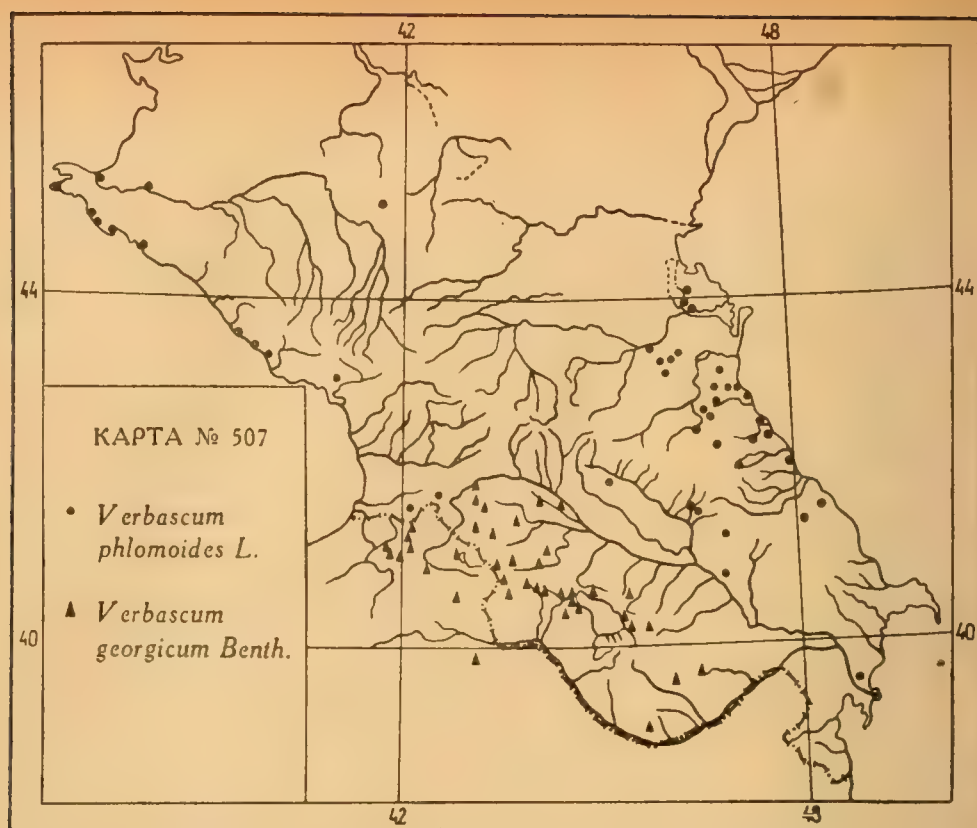 42
48
44
44
КАРТА № 507
Verbascum
phlomoides L.
Verbascum
georgicum Benth.
40
40
42
48